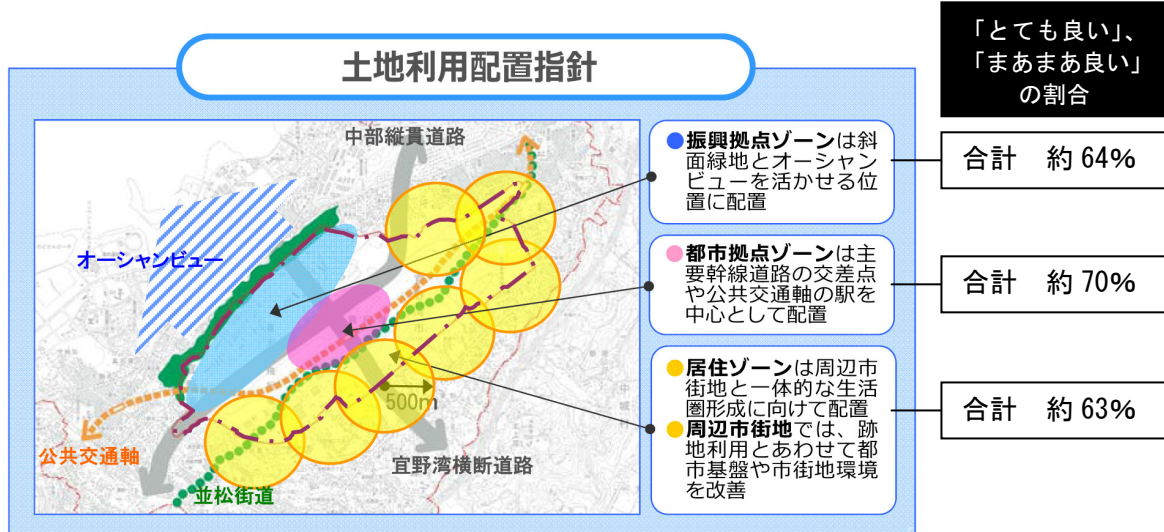 「とても良い」、
「まあまあ良い」
の割合
土地利用配置指針
中部縦貫道路
オーシャンビュー
500m
公共交通軸
宜野湾横断道路
並松街道
●振興拠点ゾーンは斜
面緑地とオーシャン
ビューを活かせる位
置に配置
合計 約64%
●都市拠点ゾーンは主
要幹線道路の交差点
や公共交通軸の駅を
中心として配置
合計 約70%
●居住ゾーンは周辺市
街地と一体的な生活
圏形成に向けて配置
●周辺市街地では、跡
地利用とあわせて都
市基盤や市街地環境
を改善
合計 約63%